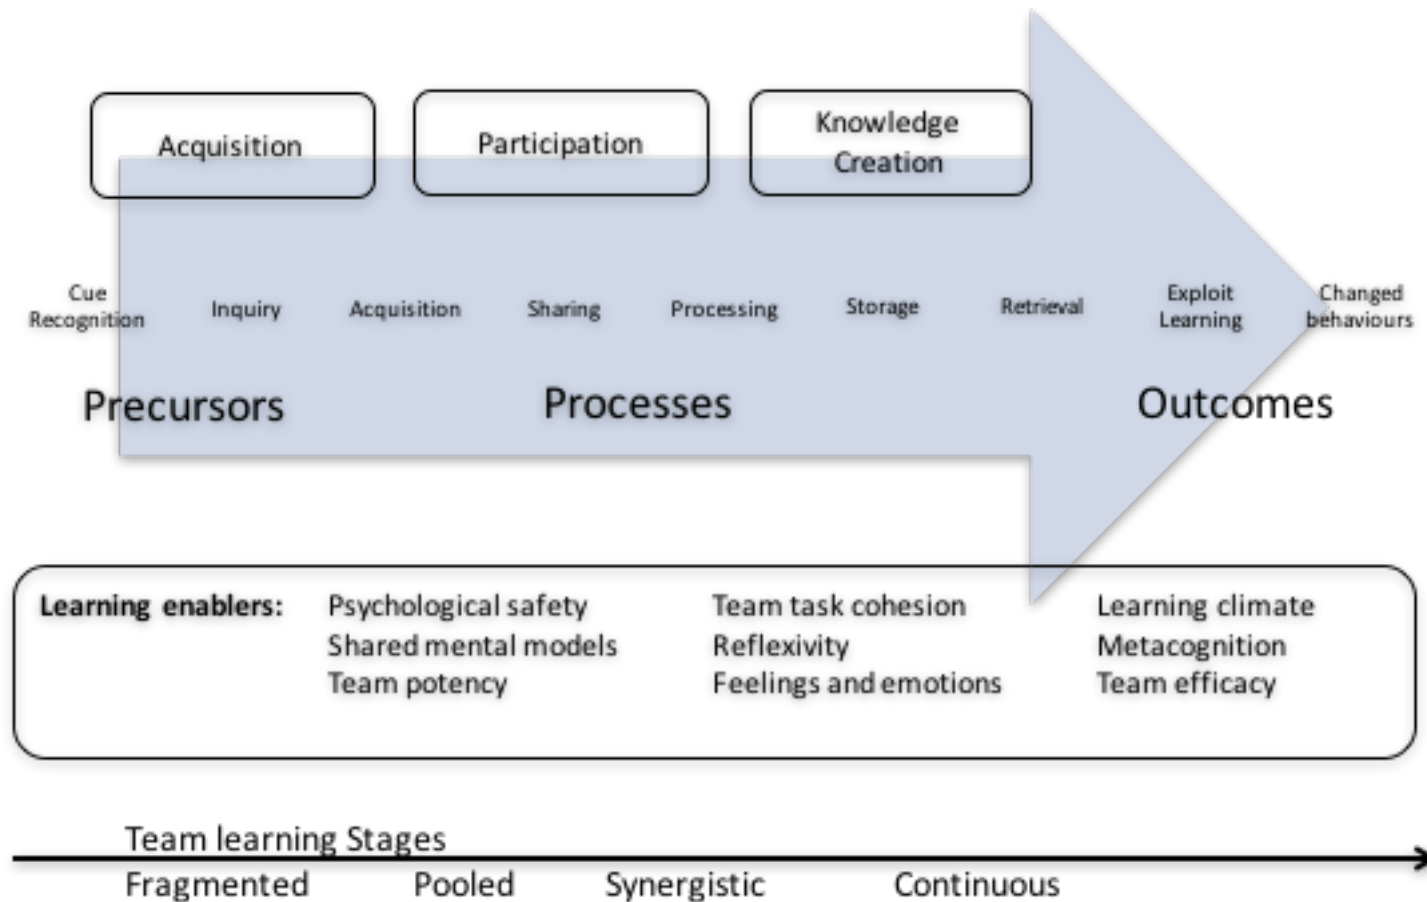 Acquisition
Participation
Knowledge
Creation
Cue
Recognition
Inquiry
Acquisition
Sharing
Processing
Storage
Retrieval
Exploit
Learning
Changed
behaviours
Precursors
Processes
Outcomes
Learning enablers:
Psychological safety
Shared mental models
Team potency
Team task cohesion
Reflexivity
Feelings and emotions
Learning climate
Metacognition
Team efficacy
Team learning Stages
Fragmented
Pooled
Synergistic
Continuous